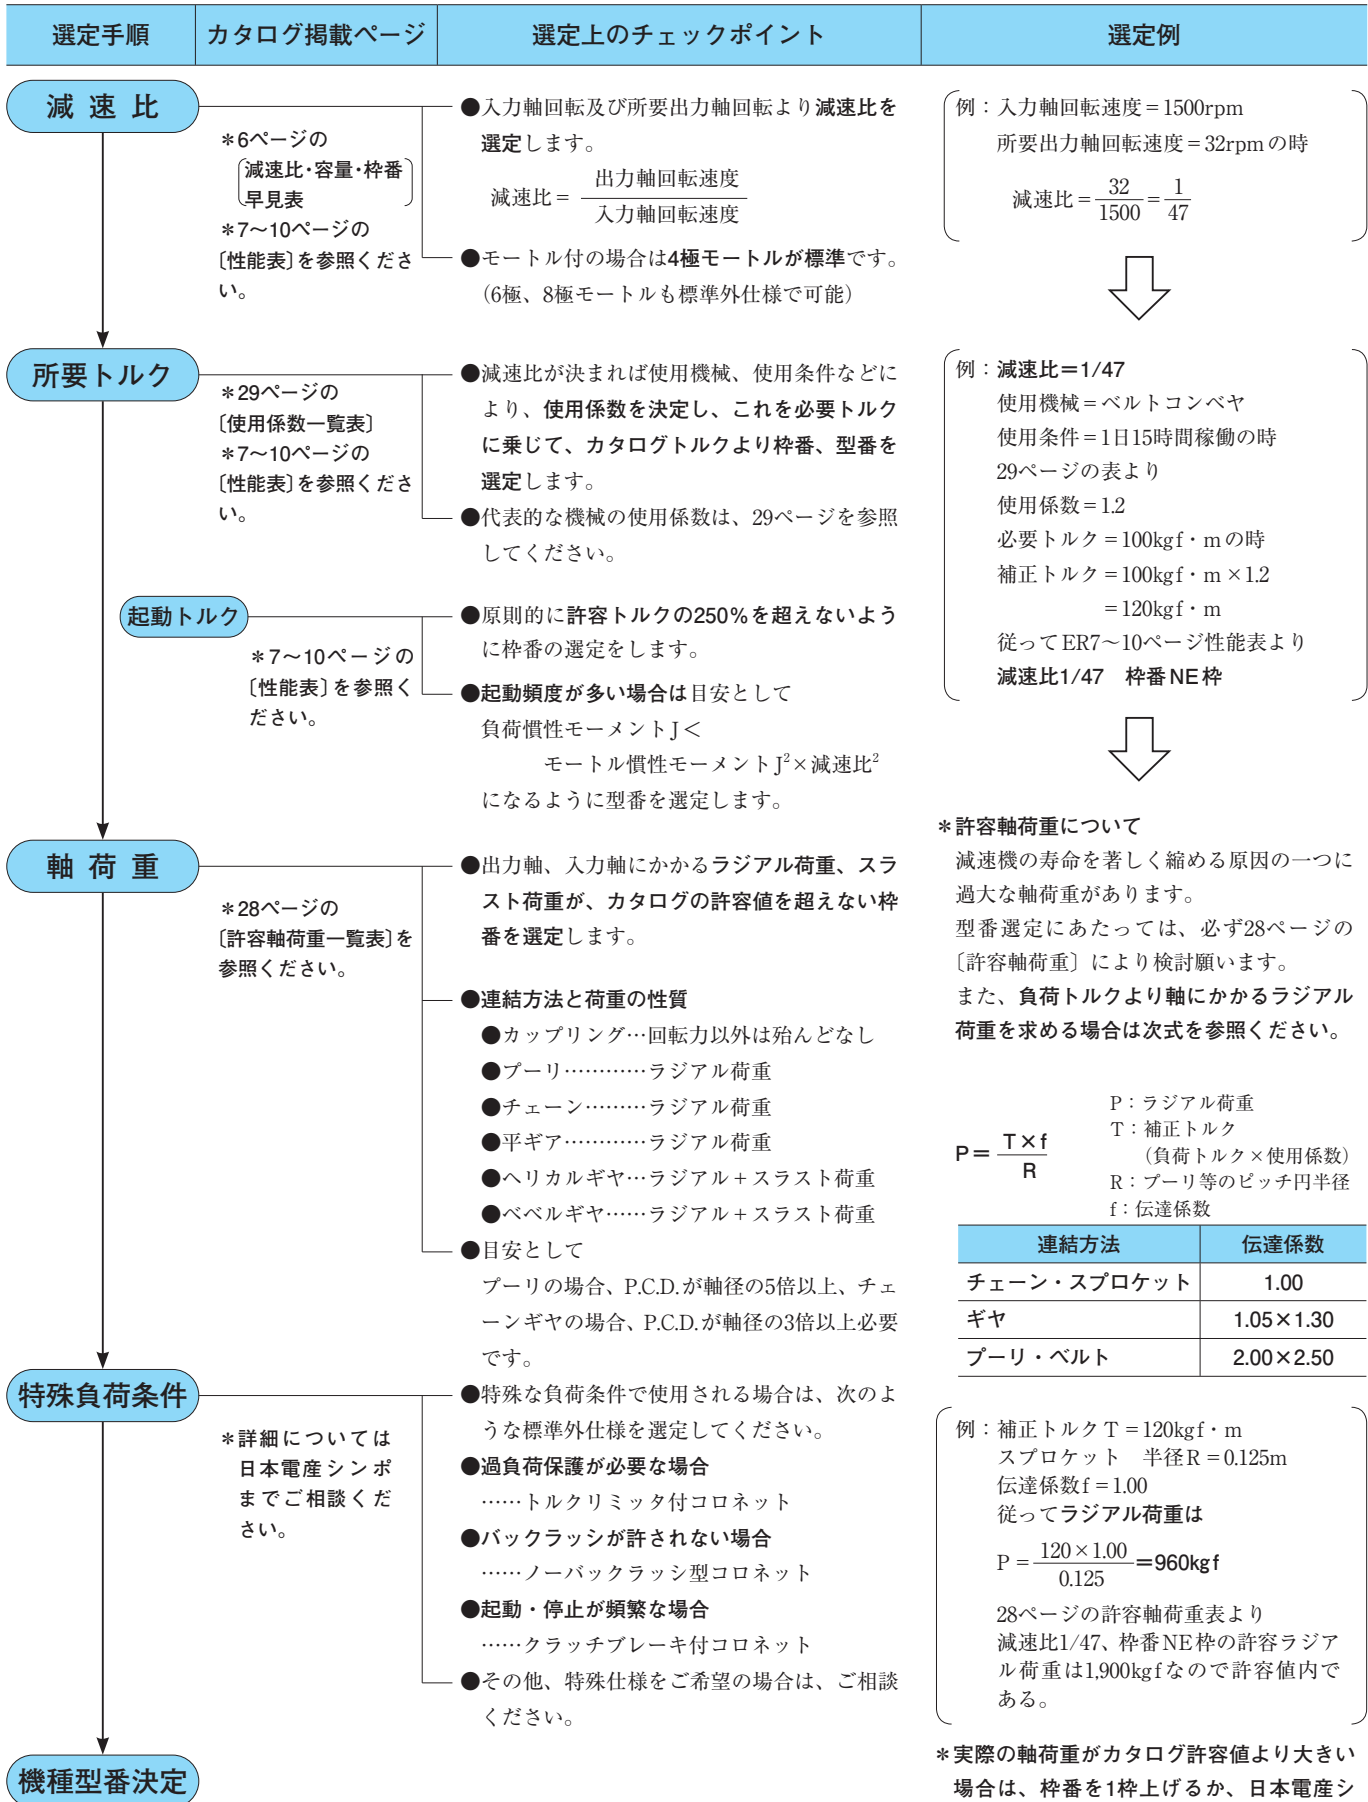 選定手順
カタログ掲載ページ
選定上のチェックポイント
選定例
減速比
＊6ページの
〔減速比・容量・枠番
早見表〕
＊7～10ページの
〔性能表〕を参照くださ
い。
●入力軸回転及び所要出力軸回転より減速比を
選定します。
減速比＝ 出力軸回転速度
入力軸回転速度
●モートル付の場合は4極モートルが標準です。
（6極、8極モートルも標準外仕様で可能）
例：入力軸回転速度＝1500rpm
所要出力軸回転速度＝32rpmの時
減速比＝32/1500＝1/47
所要トルク
＊29ページの
〔使用係数一覧表〕
＊7～10ページの
〔性能表〕を参照くださ
い。
●減速比が決まれば使用機械、使用条件などに
より、使用係数を決定し、これを必要トルク
に乗じて、カタログトルクより枠番、型番を
選定します。
●代表的な機械の使用係数は、29ページを参照
してください。
例：減速比＝1/47
使用機械＝ベルトコンベヤ
使用条件＝1日15時間稼働の時
29ページの表より
使用係数＝1.2
必要トルク＝100kgf・mの時
補正トルク＝100kgf・m×1.2
＝120kgf・m
従ってER7～10ページ性能表より
減速比1/47　枠番NE枠
起動トルク
＊7～10ページの
〔性能表〕を参照く
ださい。
●原則的に許容トルクの250％を超えないよう
に枠番の選定をします。
●起動頻度が多い場合は目安として
負荷慣性モーメントJ＜
モートル慣性モーメントJ²×減速比²
になるように型番を選定します。
軸荷重
＊28ページの
〔許容軸荷重一覧表〕を
参照ください。
●出力軸、入力軸にかかるラジアル荷重、スラ
スト荷重が、カタログの許容値を超えない枠
番を選定します。
●連結方法と荷重の性質
●カップリング…回転力以外は殆んどなし
●プーリ…………ラジアル荷重
●チェーン………ラジアル荷重
●平ギア…………ラジアル荷重
●ヘリカルギヤ…ラジアル＋スラスト荷重
●ベベルギヤ……ラジアル＋スラスト荷重
●目安として
プーリの場合、P.C.D.が軸径の5倍以上、チェ
ーンギヤの場合、P.C.D.が軸径の3倍以上必要
です。
＊許容軸荷重について
減速機の寿命を著しく縮める原因の一つに
過大な軸荷重があります。
型番選定にあたっては、必ず28ページの
〔許容軸荷重〕により検討願います。
また、負荷トルクより軸にかかるラジアル
荷重を求める場合は次式を参照ください。
P＝ T×f
R
P：ラジアル荷重
T：補正トルク
（負荷トルク×使用係数）
R：プーリ等のピッチ円半径
f：伝達係数
連結方法　伝達係数
チェーン・スプロケット　1.00
ギヤ　1.05×1.30
プーリ・ベルト　2.00×2.50
特殊負荷条件
＊詳細については
日本電産シンポ
までご相談くだ
さい。
●特殊な負荷条件で使用される場合は、次のよ
うな標準外仕様を選定してください。
●過負荷保護が必要な場合
……トルクリミッタ付コロネット
●バックラッシが許されない場合
……ノーバックラッシ型コロネット
●起動・停止が頻繁な場合
……クラッチブレーキ付コロネット
●その他、特殊仕様をご希望の場合は、ご相談
ください。
例：補正トルクT＝120kgf・m
スプロケット　半径R＝0.125m
伝達係数f＝1.00
従ってラジアル荷重は
P＝120×1.00/0.125＝960kgf
28ページの許容軸荷重表より
減速比1/47、枠番NE枠の許容ラジア
ル荷重は1,900kgfなので許容値内で
ある。
機種型番決定
＊実際の軸荷重がカタログ許容値より大きい
場合は、枠番を1枠上げるか、日本電産シ